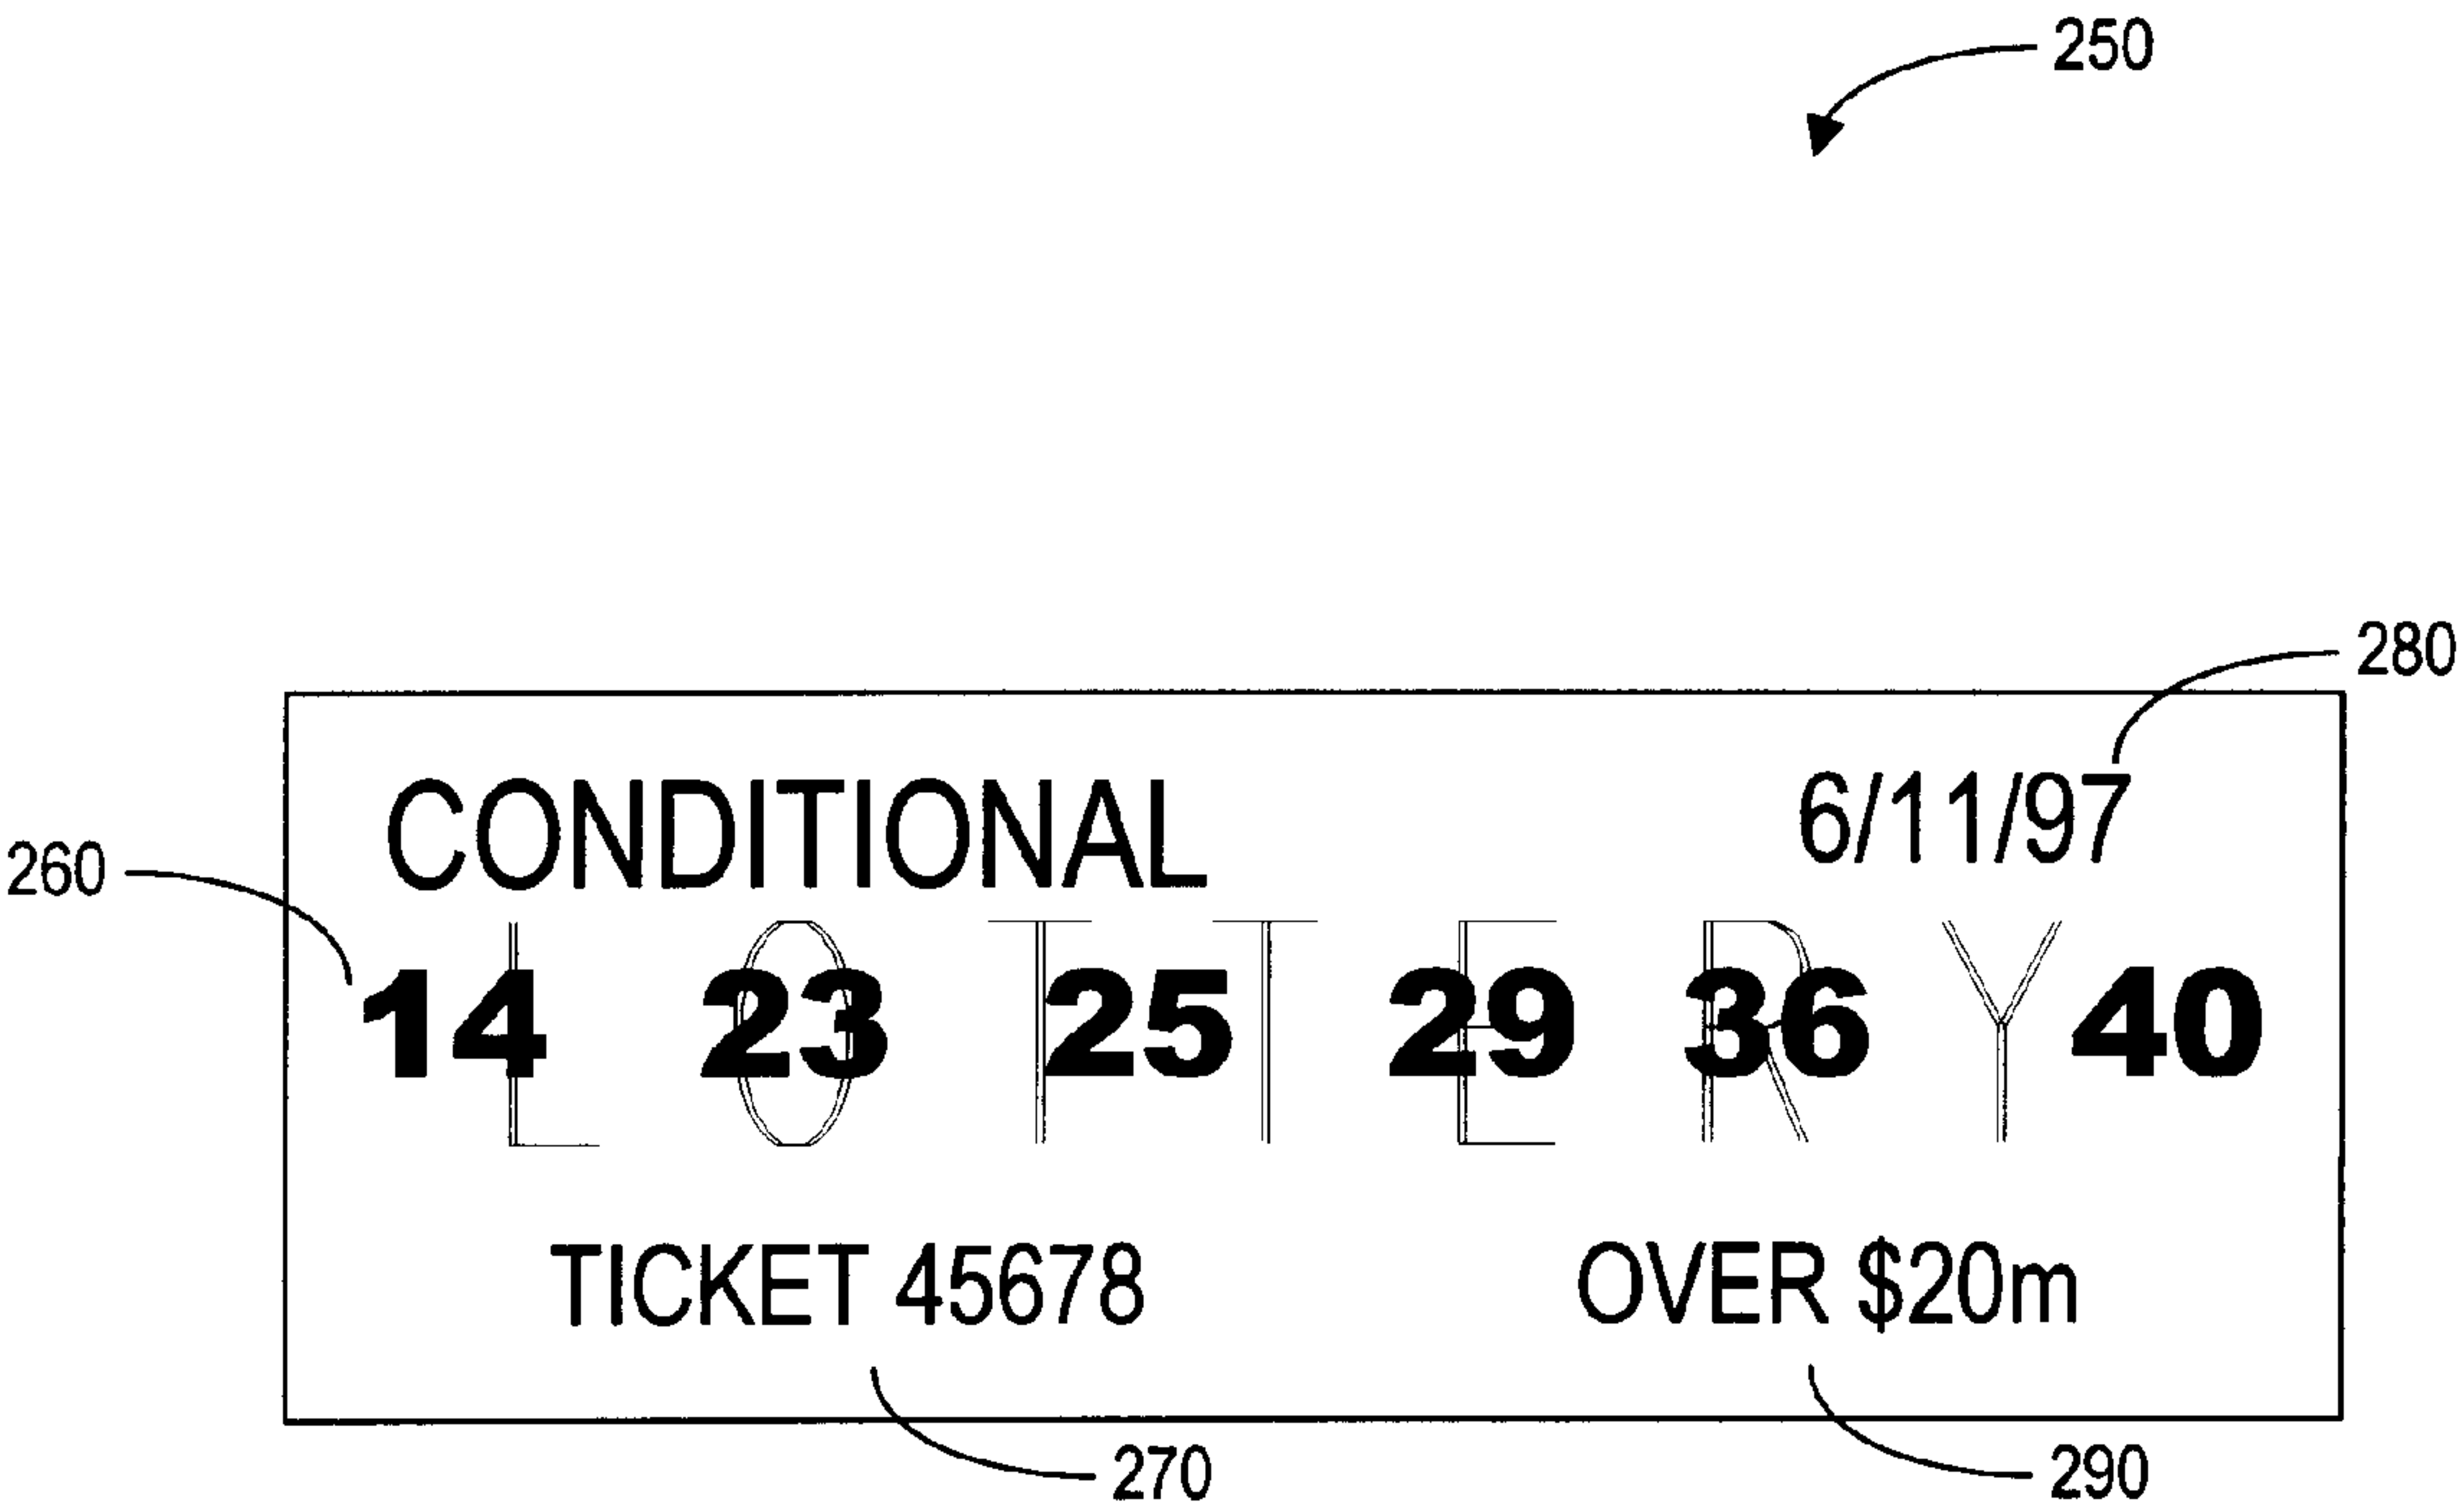 250
280
CONDITIONAL 6/11/97
260
LOTTERY
14 23 25 29 36 40
TICKET 45678 OVER $20m
270 290